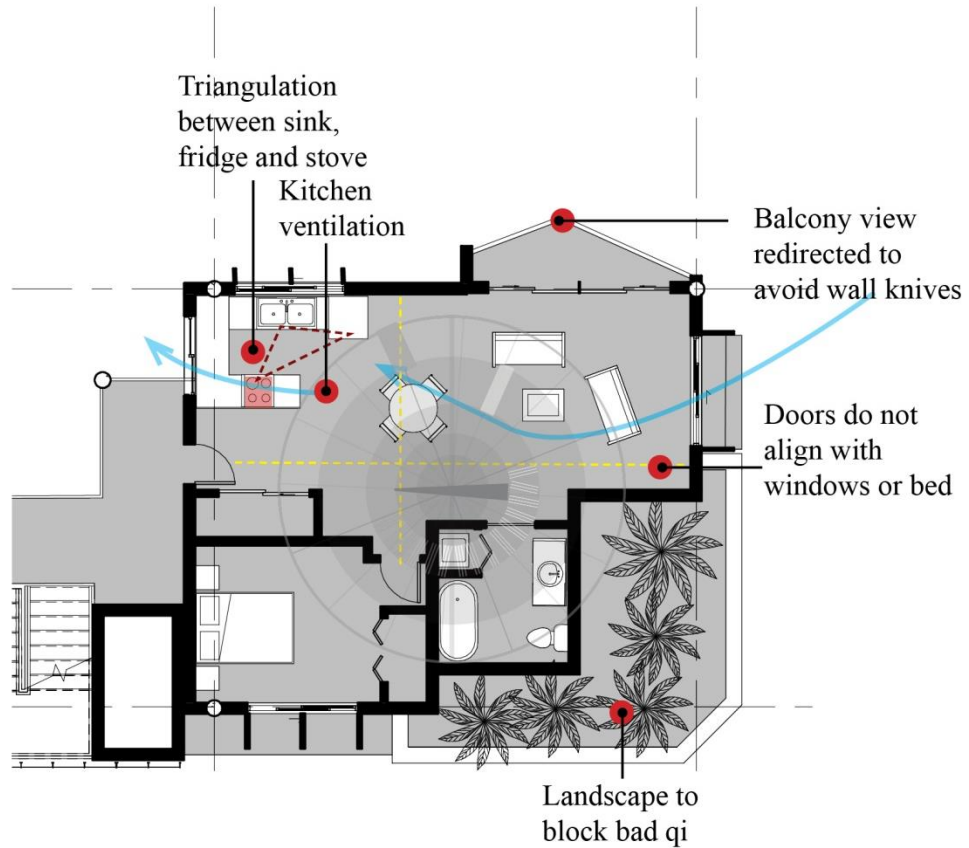 Triangulation
between sink,
fridge and stove
Kitchen
ventilation
Balcony view
redirected to
avoid wall knives
Doors do not
align with
windows or bed
Landscape to
block bad qi